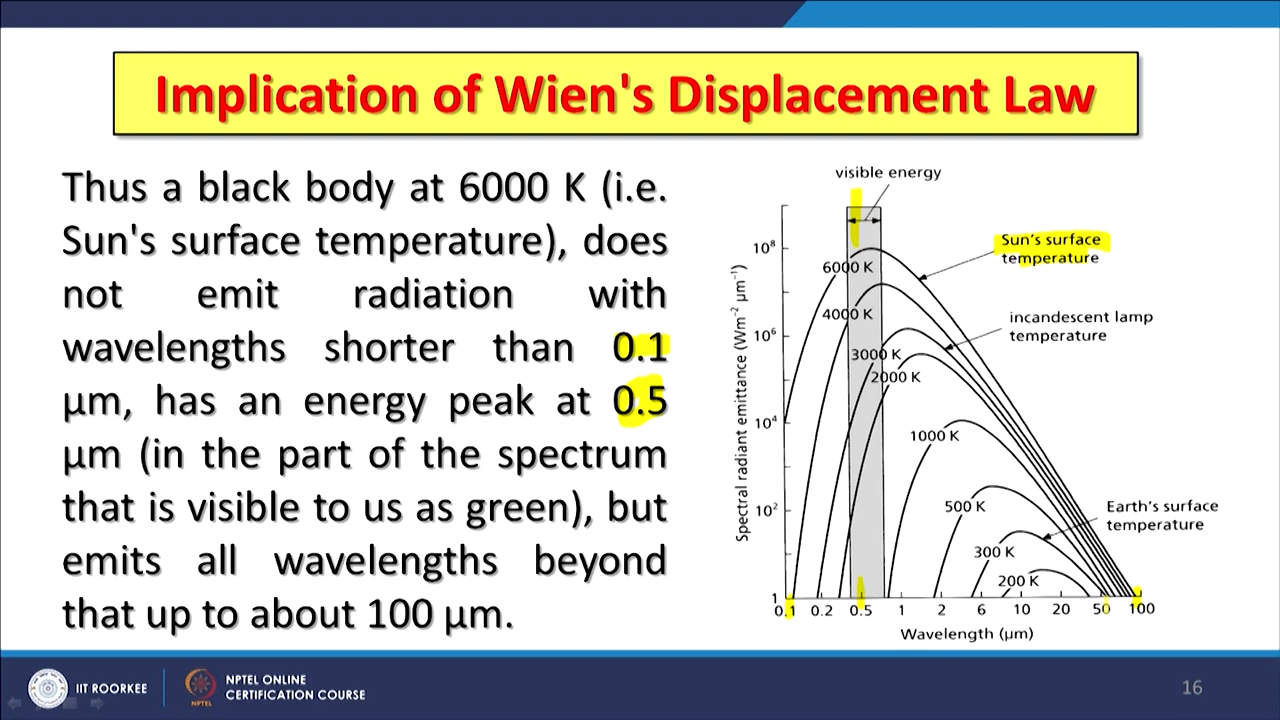 Implication of Wien's Displacement Law
Thus a black body at 6000 K (i.e.
Sun's surface temperature), does
not emit radiation with
wavelengths shorter than 0.1
μm, has an energy peak at 0.5
μm (in the part of the spectrum
that is visible to us as green), but
emits all wavelengths beyond
that up to about 100 μm.
visible energy
Sun's surface
temperature
incandescent lamp
temperature
Earth's surface
temperature
6000 K
4000 K
3000 K
2000 K
1000 K
500 K
300 K
200 K
Spectral radiant emittance (Wm⁻² μm⁻¹)
10⁸
10⁶
10⁴
10²
1
0.1 0.2 0.5 1 2 6 10 20 50 100
Wavelength (μm)
IIT ROORKEE
NPTEL
NPTEL ONLINE
CERTIFICATION COURSE
16